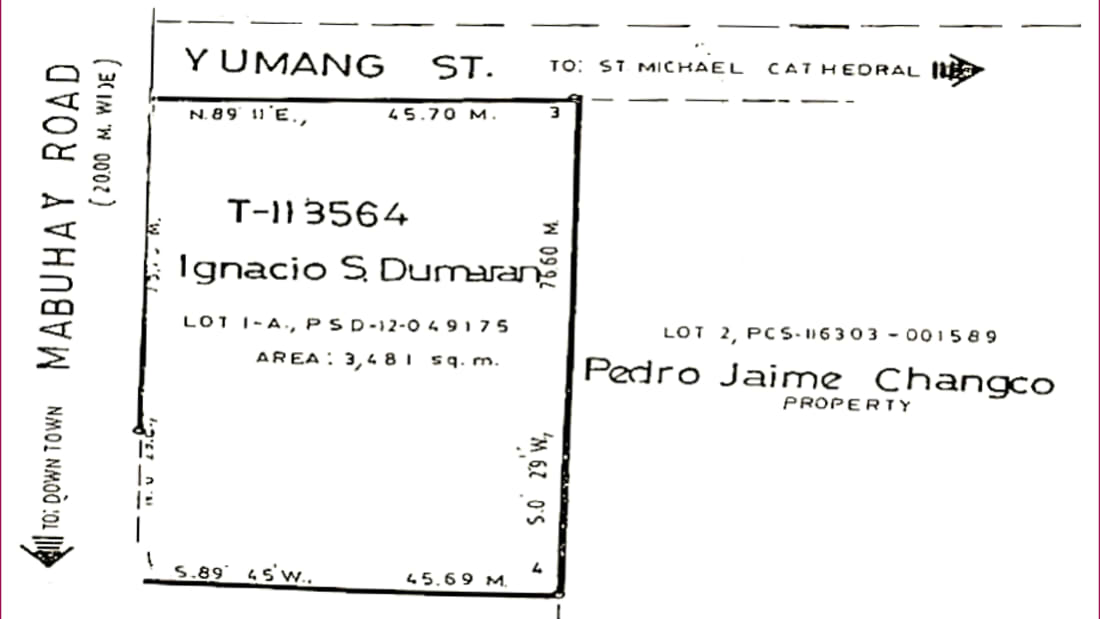 YUMANG ST. TO: ST MICHAEL CATHEDRAL
MABUHAY ROAD
(20.00 M. WIDE)
TO: DOWN TOWN
N.89° 11' E., 45.70 M. 3
T-113564
Ignacio S. Dumaran
LOT 1-A., PSD-12-049175
AREA: 3,481 sq. m.
76.60 M.
S.0° 29' W,
LOT 2, PCS-116303-001589
Pedro Jaime Changco
PROPERTY
4
S.89° 45' W., 45.69 M.